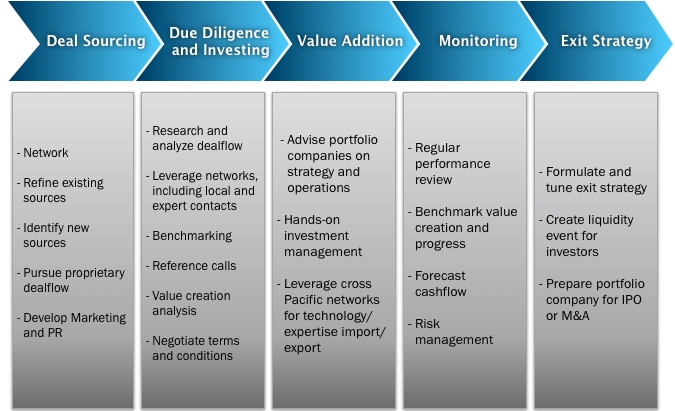 Deal Sourcing
Due Diligence
and Investing
Value Addition
Monitoring
Exit Strategy
- Network
- Refine existing
sources
- Identify new
sources
- Pursue proprietary
dealflow
- Develop Marketing
and PR
- Research and
analyze dealflow
- Leverage networks,
including local and
expert contacts
- Benchmarking
- Reference calls
- Value creation
analysis
- Negotiate terms
and conditions
- Advise portfolio
companies on
strategy and
operations
- Hands-on
investment
management
- Leverage cross
Pacific networks
for technology/
expertise import/
export
- Regular
performance
review
- Benchmark value
creation and
progress
- Forecast
cashflow
- Risk
management
- Formulate and
tune exit strategy
- Create liquidity
event for
investors
- Prepare portfolio
company for IPO
or M&A